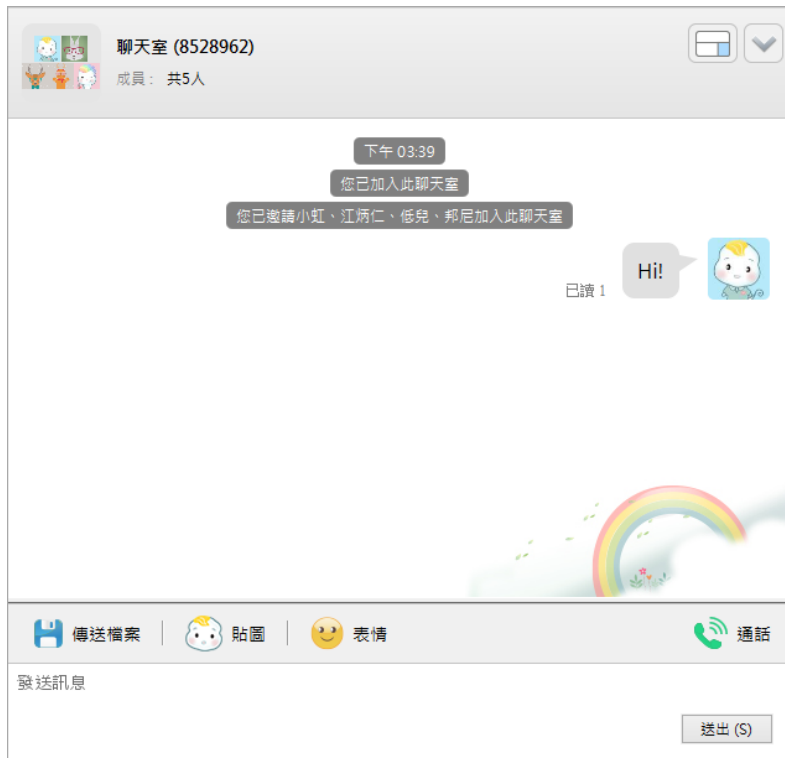 聊天室 (8528962)
成員： 共5人
下午 03:39
您已加入此聊天室
您已邀請小虹、江炳仁、低兒、邦尼加入此聊天室
Hi!
已讀 1
傳送檔案
貼圖
表情
通話
發送訊息
送出 (S)